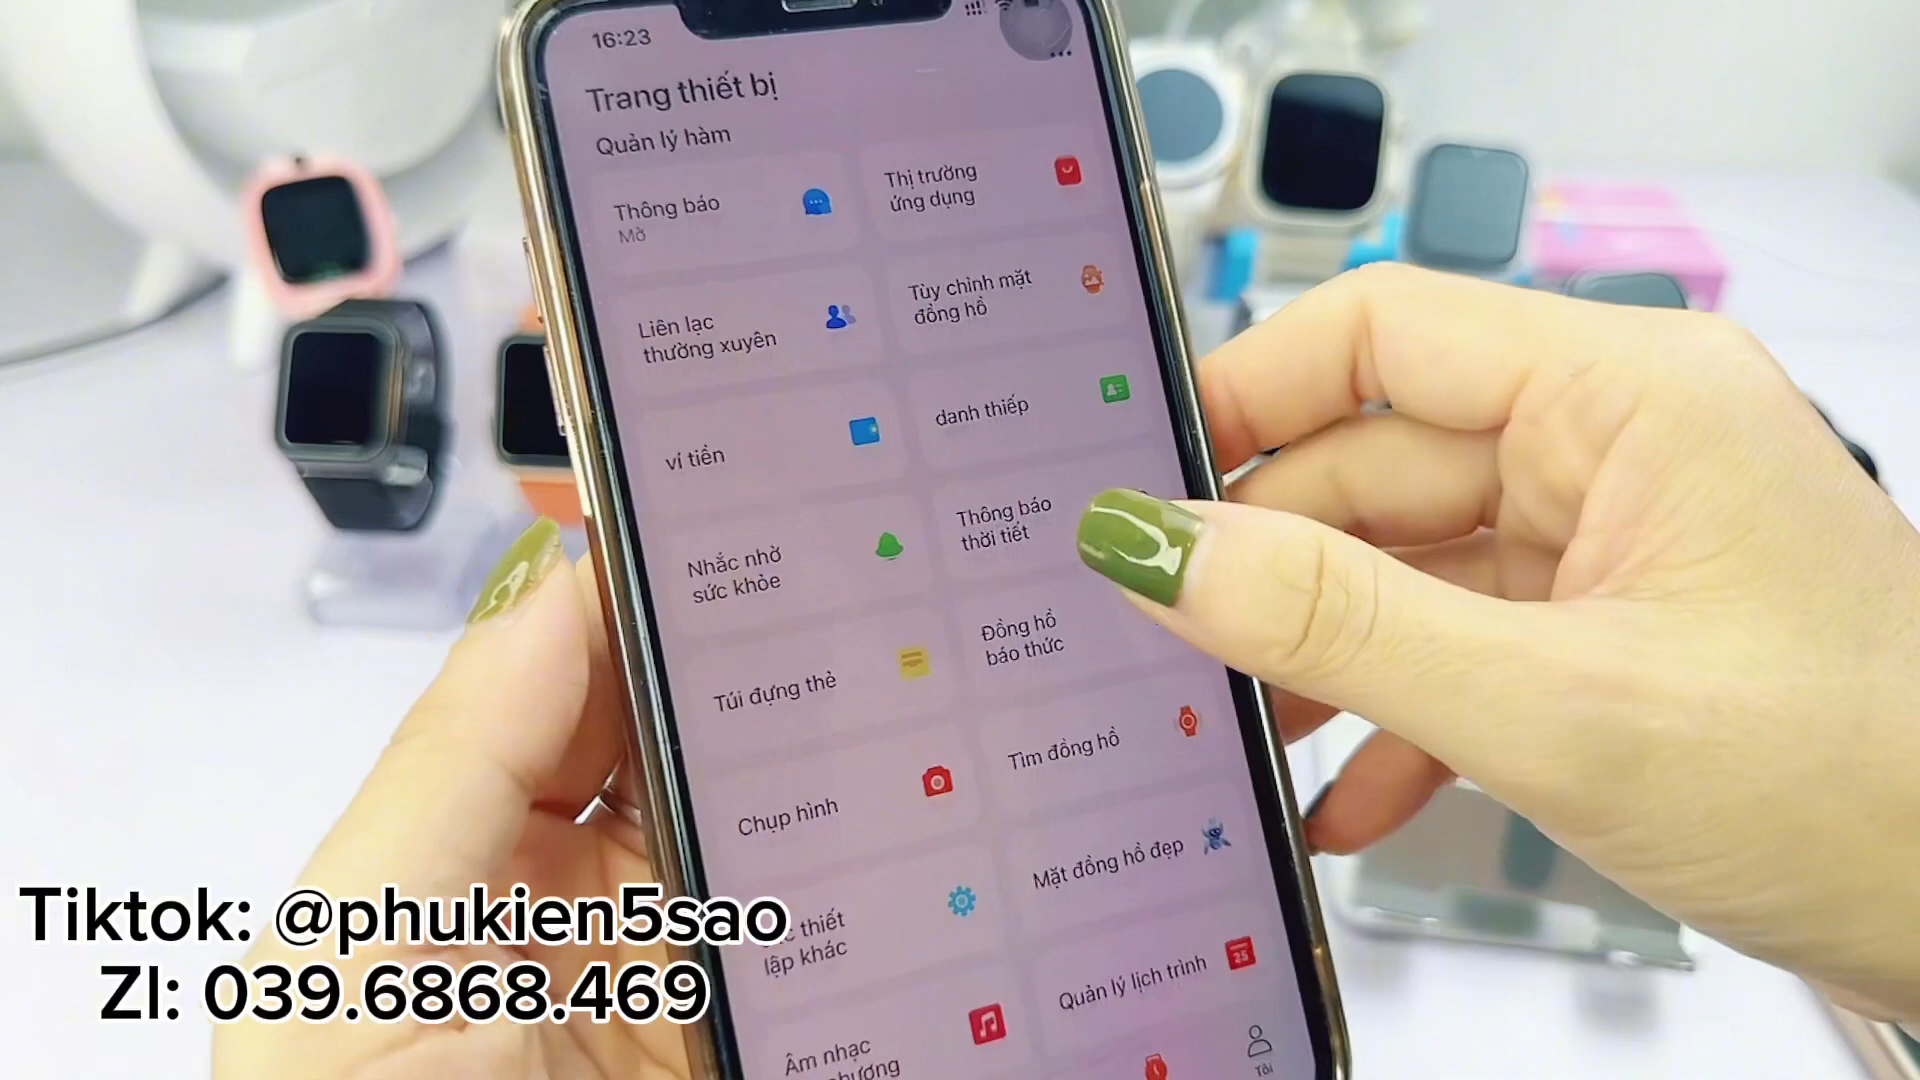 16:23
Trang thiết bị
Quản lý hàm
Thông báo
Mở
Thị trường
ứng dụng
Liên lạc
thường xuyên
Tùy chỉnh mặt
đồng hồ
ví tiền
danh thiếp
Nhắc nhở
sức khỏe
Thông báo
thời tiết
Túi đựng thẻ
Đồng hồ
báo thức
Chụp hình
Tìm đồng hồ
thiết
lập khác
Mặt đồng hồ đẹp
Âm nhạc
Quản lý lịch trình
25
Tôi
Tiktok: @phukien5sao
Zl: 039.6868.469